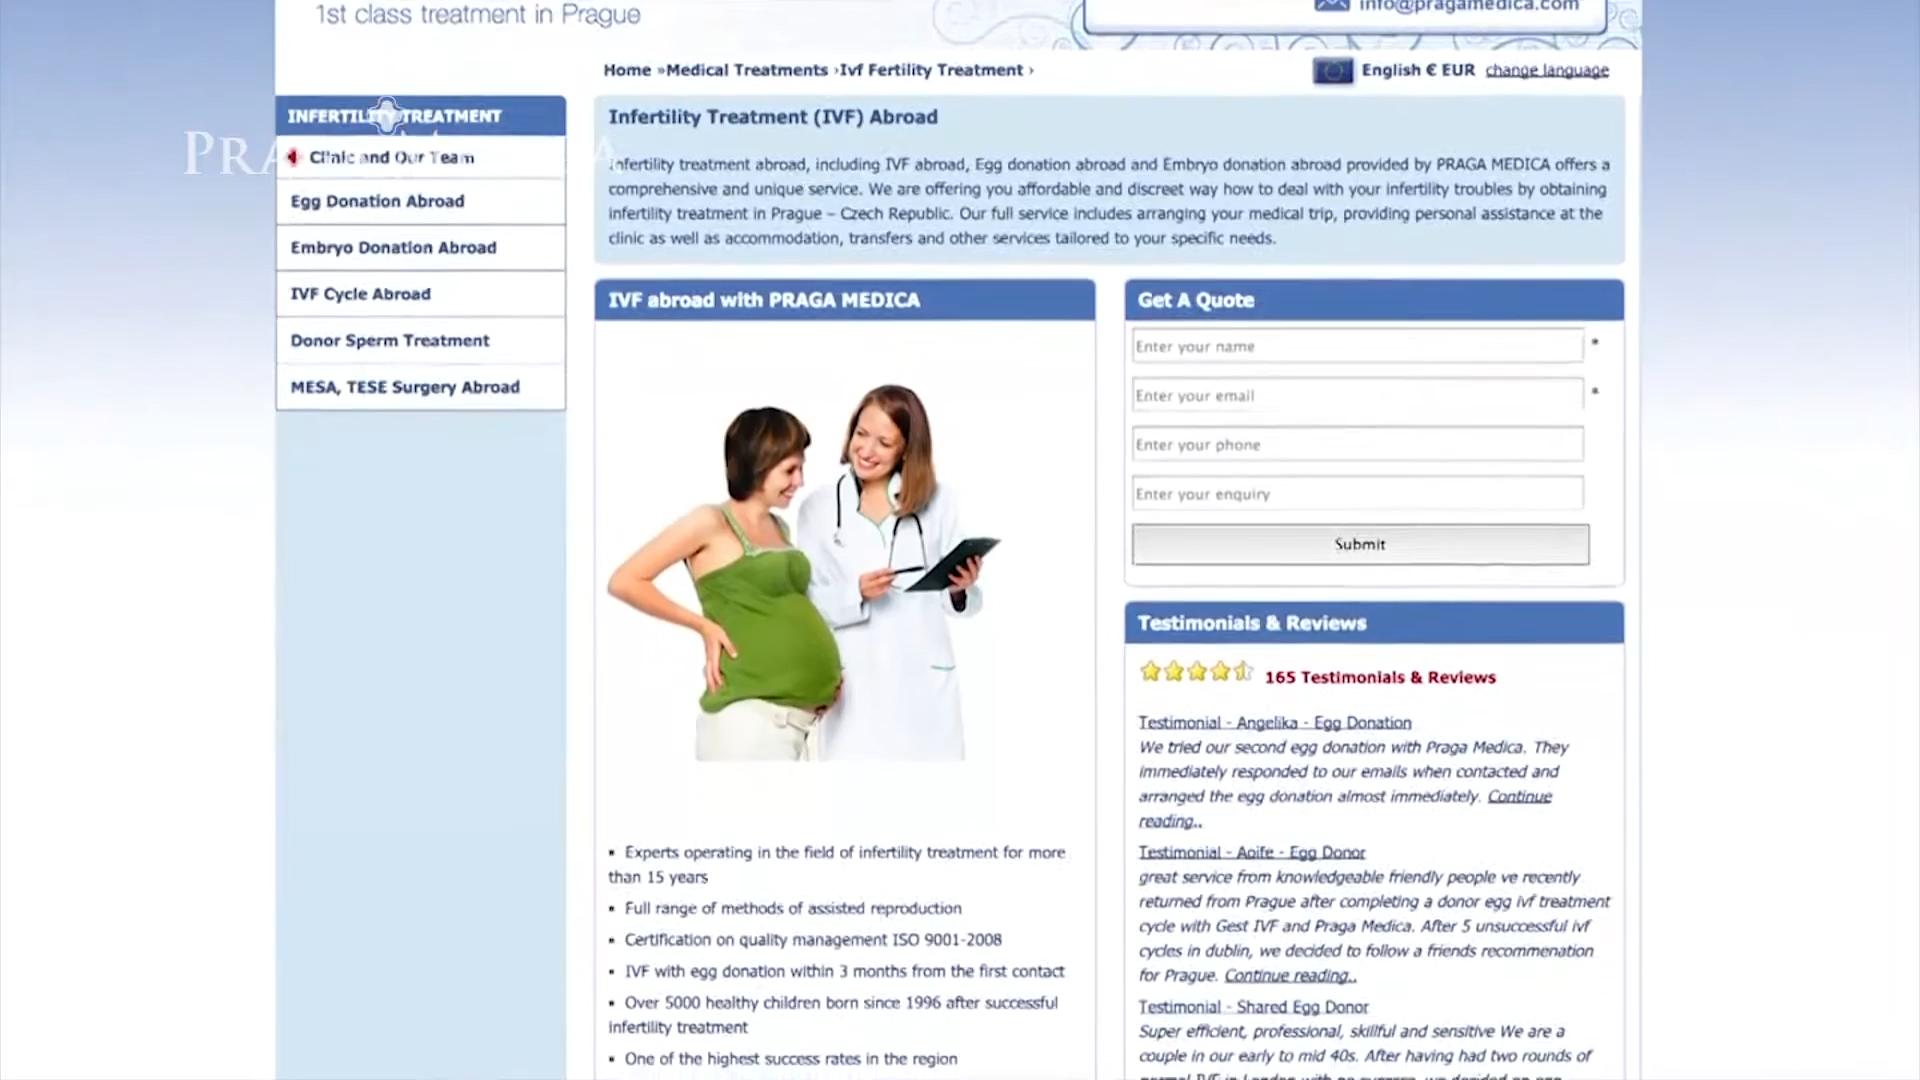 1st class treatment in Prague
info@pragamedica.com
Home »Medical Treatments ›Ivf Fertility Treatment ›
English € EUR change language
INFERTILITY TREATMENT
Clinic and Our Team
Egg Donation Abroad
Embryo Donation Abroad
IVF Cycle Abroad
Donor Sperm Treatment
MESA, TESE Surgery Abroad
Infertility Treatment (IVF) Abroad
Infertility treatment abroad, including IVF abroad, Egg donation abroad and Embryo donation abroad provided by PRAGA MEDICA offers a
comprehensive and unique service. We are offering you affordable and discreet way how to deal with your infertility troubles by obtaining
infertility treatment in Prague – Czech Republic. Our full service includes arranging your medical trip, providing personal assistance at the
clinic as well as accommodation, transfers and other services tailored to your specific needs.
IVF abroad with PRAGA MEDICA
▪ Experts operating in the field of infertility treatment for more
than 15 years
▪ Full range of methods of assisted reproduction
▪ Certification on quality management ISO 9001-2008
▪ IVF with egg donation within 3 months from the first contact
▪ Over 5000 healthy children born since 1996 after successful
infertility treatment
▪ One of the highest success rates in the region
Get A Quote
Enter your name *
Enter your email *
Enter your phone
Enter your enquiry
Submit
Testimonials & Reviews
165 Testimonials & Reviews
Testimonial - Angelika - Egg Donation
We tried our second egg donation with Praga Medica. They
immediately responded to our emails when contacted and
arranged the egg donation almost immediately. Continue
reading..
Testimonial - Aoife - Egg Donor
great service from knowledgeable friendly people ve recently
returned from Prague after completing a donor egg ivf treatment
cycle with Gest IVF and Praga Medica. After 5 unsuccessful ivf
cycles in dublin, we decided to follow a friends recommenation
for Prague. Continue reading..
Testimonial - Shared Egg Donor
Super efficient, professional, skillful and sensitive We are a
couple in our early to mid 40s. After having had two rounds of